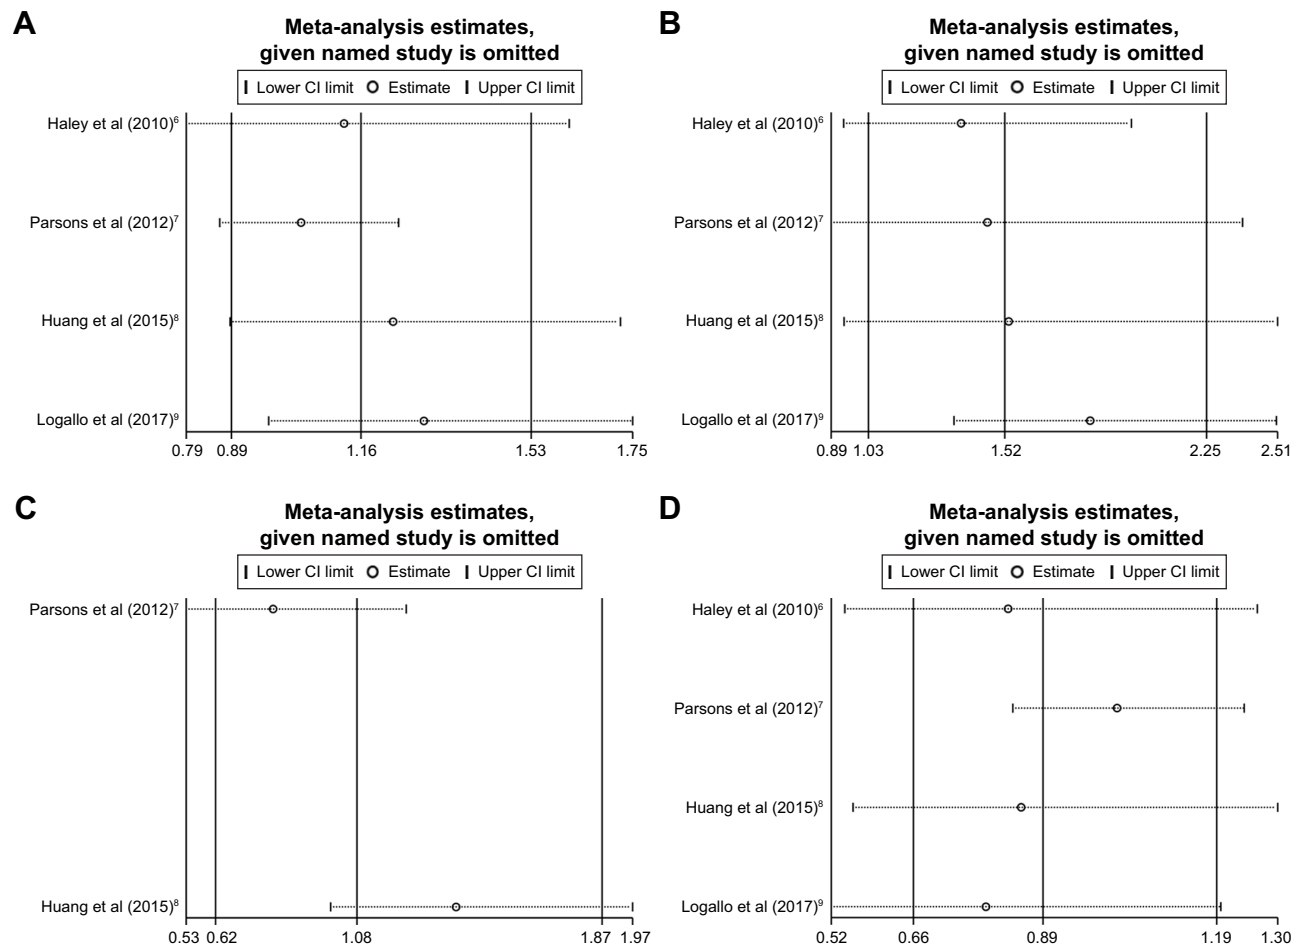 A
Meta-analysis estimates,
given named study is omitted
Lower CI limit Estimate Upper CI limit
Haley et al (2010)⁶
Parsons et al (2012)⁷
Huang et al (2015)⁸
Logallo et al (2017)⁹
0.79 0.89 1.16 1.53 1.75
B
Meta-analysis estimates,
given named study is omitted
Lower CI limit Estimate Upper CI limit
Haley et al (2010)⁶
Parsons et al (2012)⁷
Huang et al (2015)⁸
Logallo et al (2017)⁹
0.89 1.03 1.52 2.25 2.51
C
Meta-analysis estimates,
given named study is omitted
Lower CI limit Estimate Upper CI limit
Parsons et al (2012)⁷
Huang et al (2015)⁸
0.53 0.62 1.08 1.87 1.97
D
Meta-analysis estimates,
given named study is omitted
Lower CI limit Estimate Upper CI limit
Haley et al (2010)⁶
Parsons et al (2012)⁷
Huang et al (2015)⁸
Logallo et al (2017)⁹
0.52 0.66 0.89 1.19 1.30